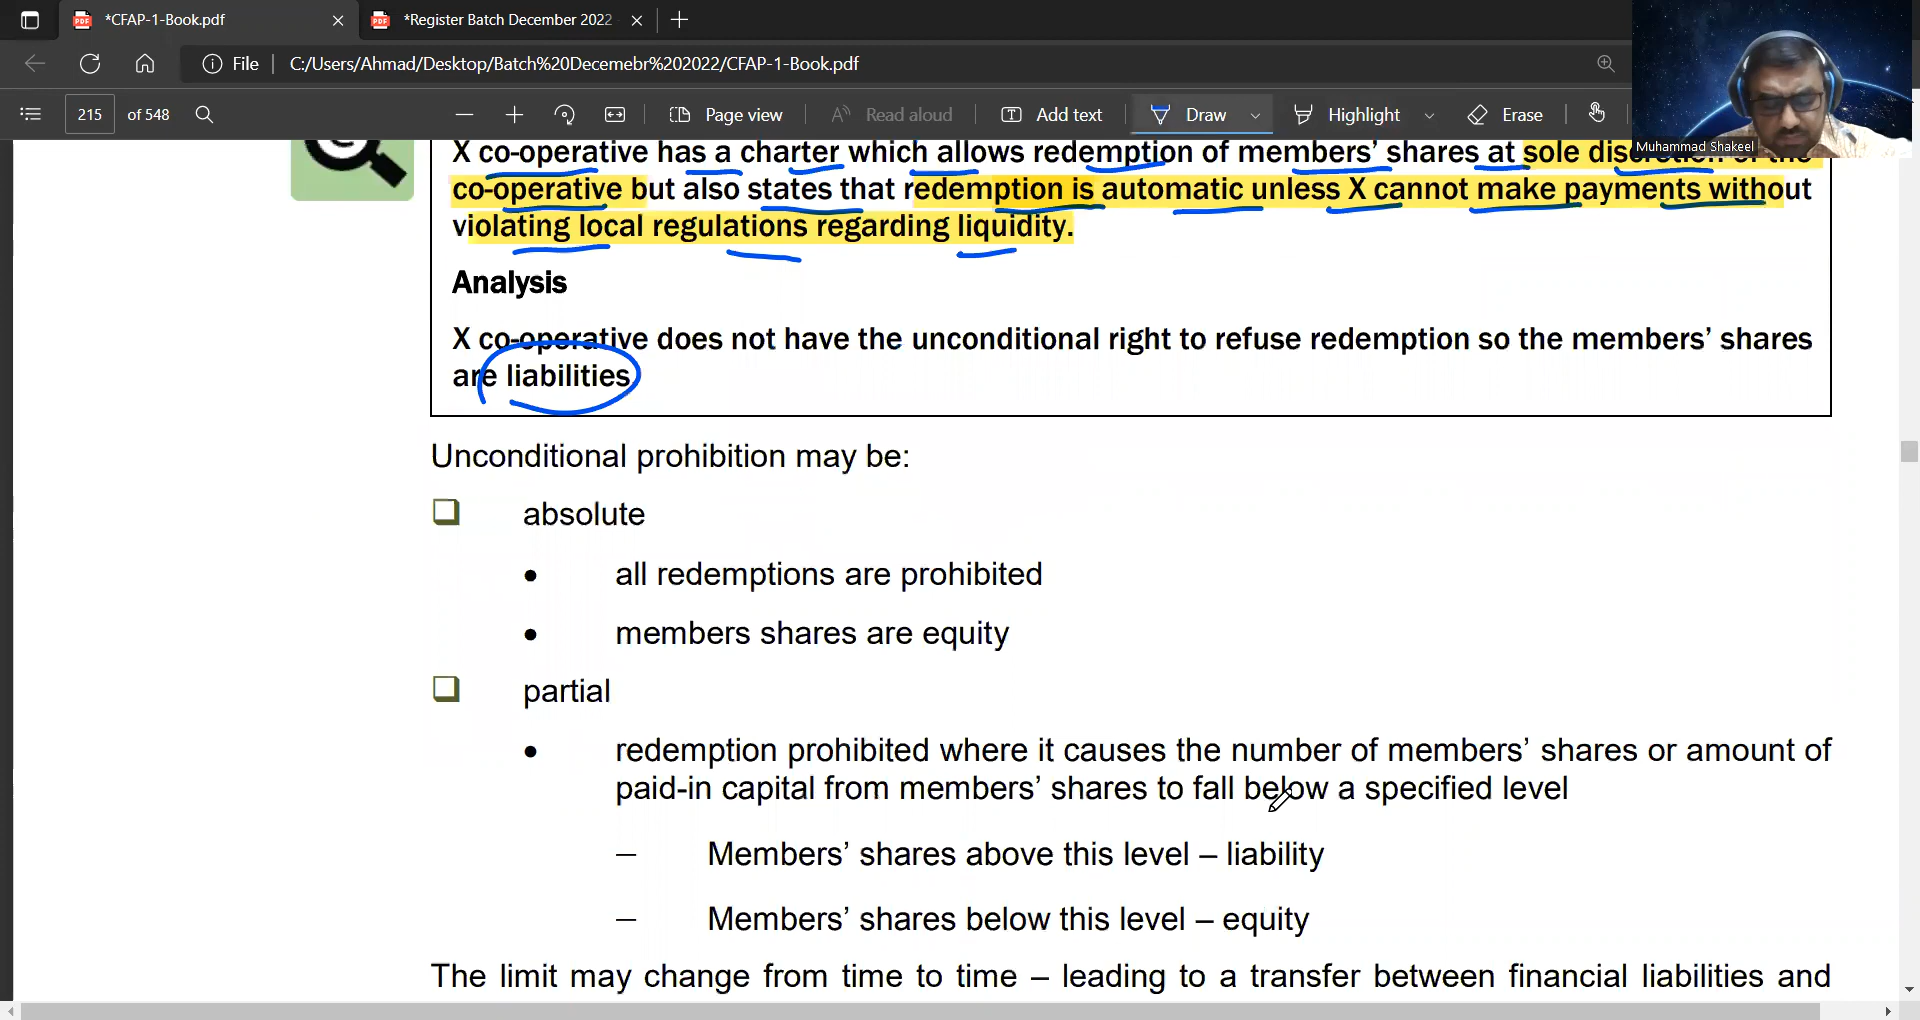 *CFAP-1-Book.pdf
*Register Batch December 2022
File
C:/Users/Ahmad/Desktop/Batch%20Decemebr%202022/CFAP-1-Book.pdf
215 of 548
Page view
Read aloud
Add text
Draw
Highlight
Erase
Muhammad Shakeel
X co-operative has a charter which allows redemption of members’ shares at sole discretion of the
co-operative but also states that redemption is automatic unless X cannot make payments without
violating local regulations regarding liquidity.
Analysis
X co-operative does not have the unconditional right to refuse redemption so the members’ shares
are liabilities
Unconditional prohibition may be:
❑ absolute
• all redemptions are prohibited
• members shares are equity
❑ partial
• redemption prohibited where it causes the number of members’ shares or amount of
paid-in capital from members’ shares to fall below a specified level
– Members’ shares above this level – liability
– Members’ shares below this level – equity
The limit may change from time to time – leading to a transfer between financial liabilities and